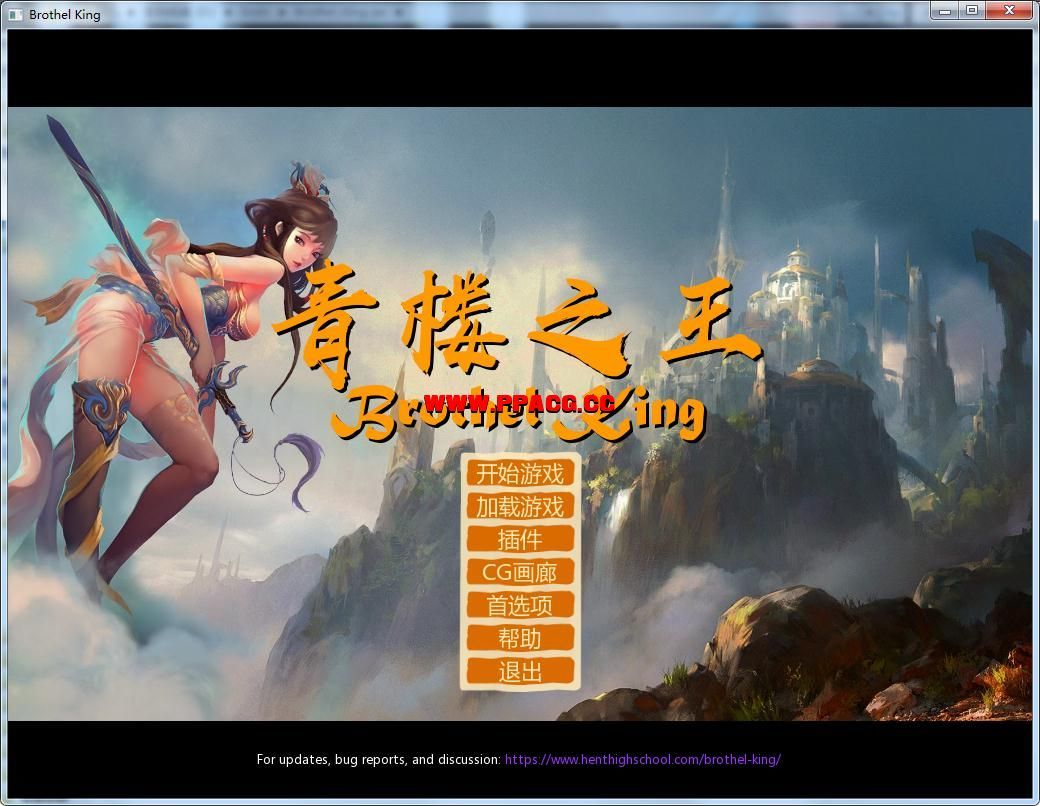 Brothel King
青楼之王
Brothel King
WWW.PPACG.CC
开始游戏
加载游戏
插件
CG画廊
首选项
帮助
退出
For updates, bug reports, and discussion: https://www.henthighschool.com/brothel-king/